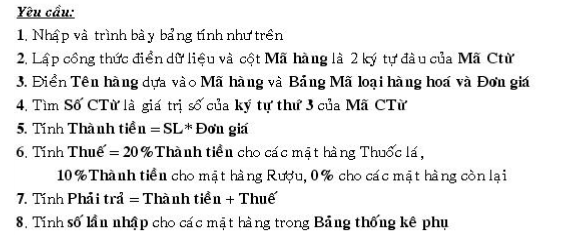 Yêu cầu:
1. Nhập và trình bày bảng tính như trên
2. Lập công thức điền dữ liệu và cột Mã hàng là 2 ký tự đàu của Mã Ctừ
3. Điền Tên hàng dựa vào Mã hàng và Bảng Mã loại hàng hoá và Đơn giá
4. Tìm Số CTừ là giá trị số của ký tự thứ 3 của Mã CTừ
5. Tính Thành tiền = SL* Đơn giá
6. Tính Thuế = 20%Thành tiền cho các mặt hàng Thuốc lá,
10%Thành tiền cho mặt hàng Rượu, 0% cho các mặt hàng còn lại
7. Tính Phải trả = Thành tiền + Thuế
8. Tính số lần nhập cho các mặt hàng trong Bảng thống kê phụ